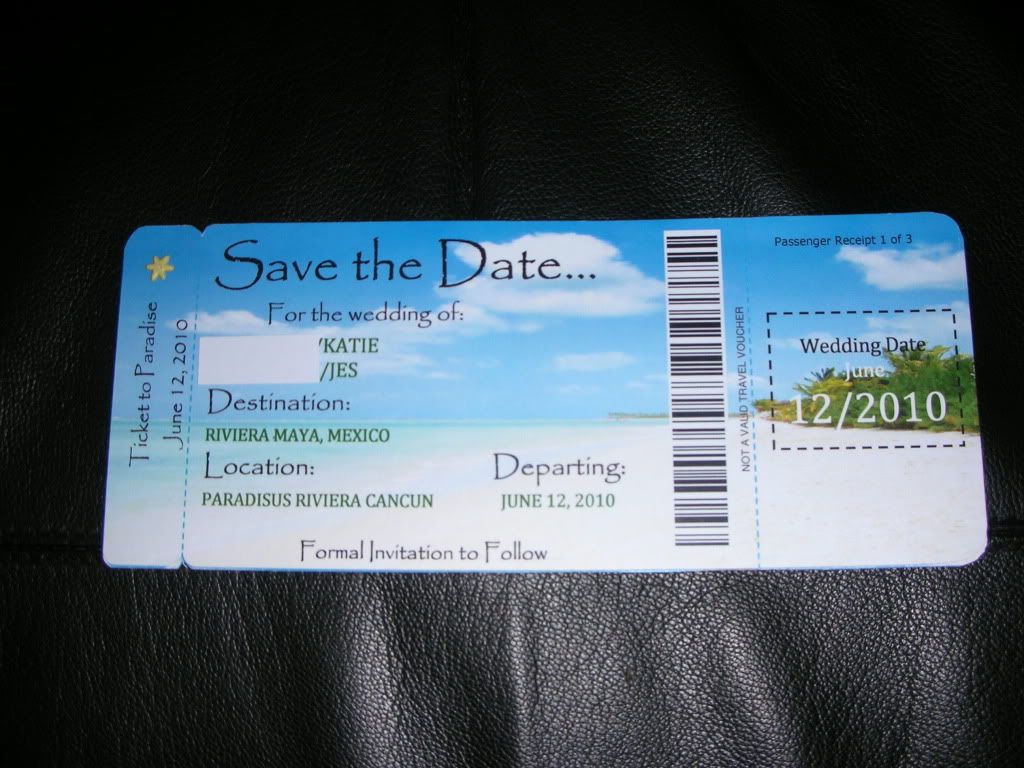 Ticket to Paradise
June 12, 2010
Save the Date...
For the wedding of:
/KATIE
/JES
Destination:
RIVIERA MAYA, MEXICO
Location:
PARADISUS RIVIERA CANCUN
Departing:
JUNE 12, 2010
Formal Invitation to Follow
NOT A VALID TRAVEL VOUCHER
Passenger Receipt 1 of 3
Wedding Date
June
12/2010